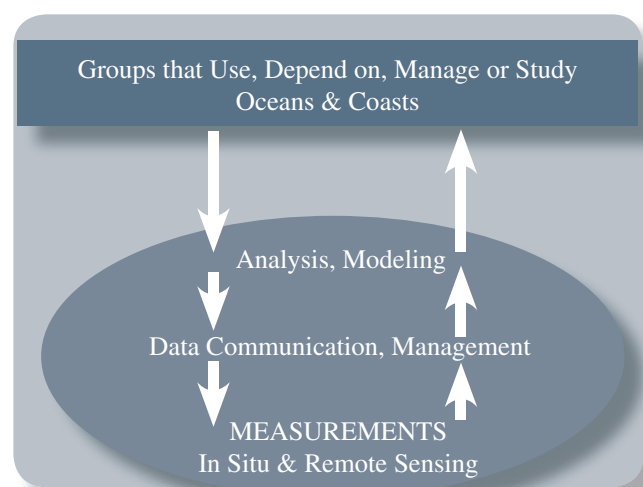 Groups that Use, Depend on, Manage or Study
Oceans & Coasts
Analysis, Modeling
Data Communication, Management
MEASUREMENTS
In Situ & Remote Sensing